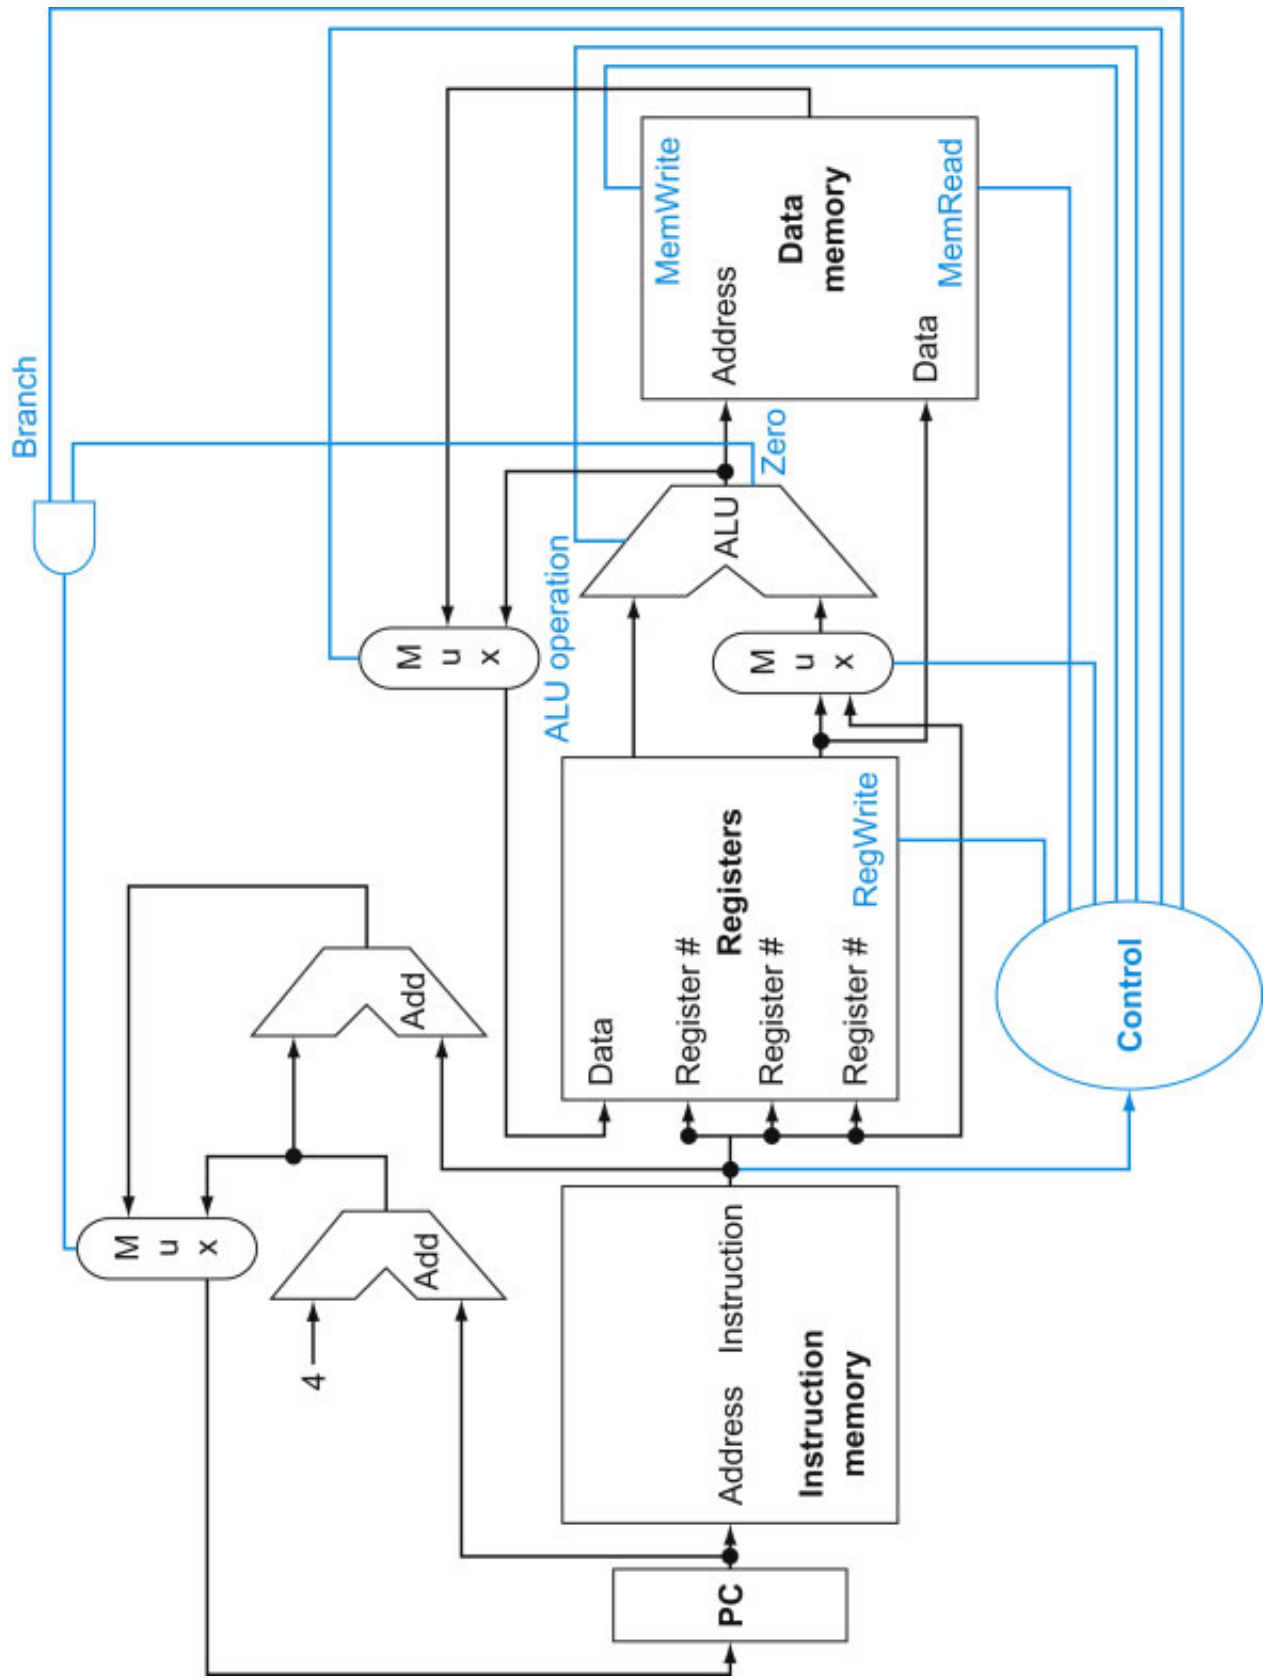 Branch
M
u
x
4
Add
Add
M
u
x
ALU operation
Data
Register #
Register #
Register #
Registers
RegWrite
M
u
x
ALU
Zero
MemWrite
Address
Data
memory
Data
MemRead
PC
Address
Instruction
Instruction
memory
Control